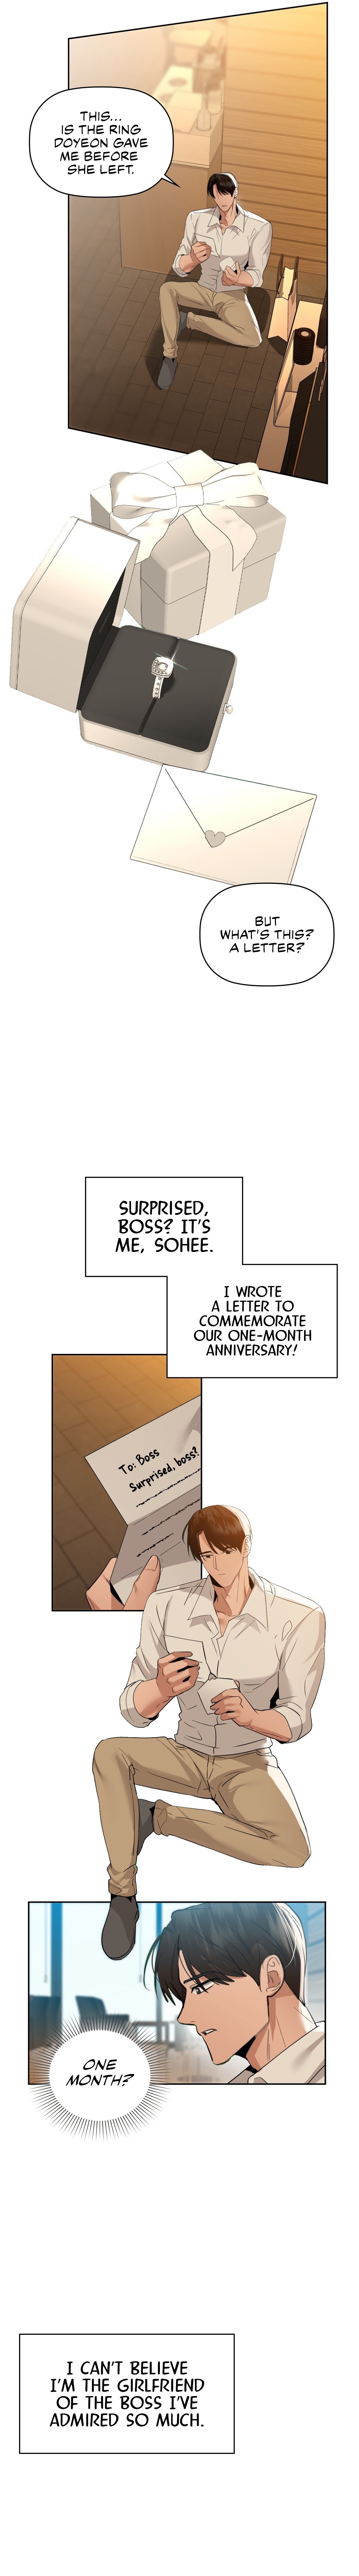 THIS...
IS THE RING
DOYEON GAVE
ME BEFORE
SHE LEFT.
BUT
WHAT'S THIS?
A LETTER?
SURPRISED,
BOSS? IT'S
ME, SOHEE.
I WROTE
A LETTER TO
COMMEMORATE
OUR ONE-MONTH
ANNIVERSARY!
To: Boss
Surprised, boss?
ONE
MONTH?
I CAN'T BELIEVE
I'M THE GIRLFRIEND
OF THE BOSS I'VE
ADMIRED SO MUCH.